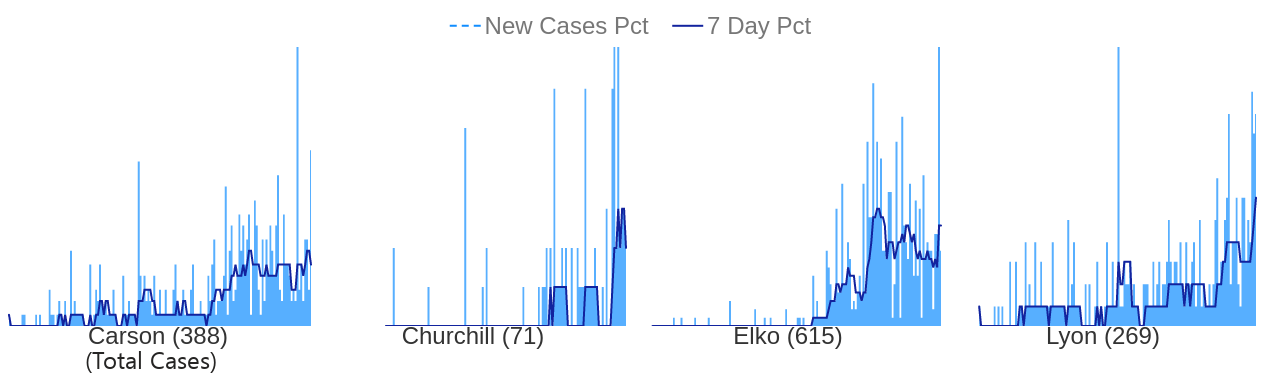 New Cases Pct 7 Day Pct
Carson (388) Churchill (71) Elko (615) Lyon (269)
(Total Cases)